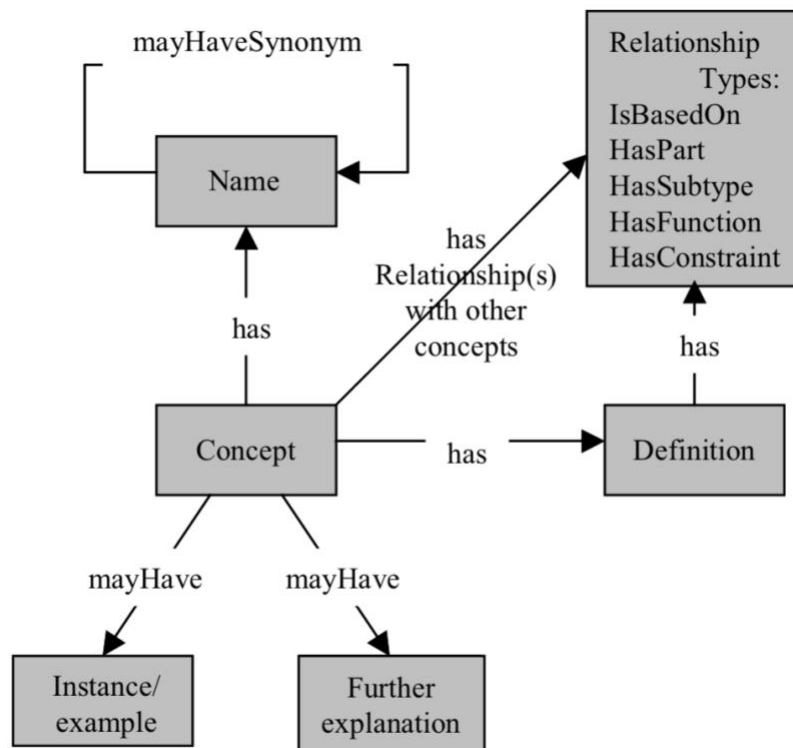 mayHaveSynonym
Name
Relationship
Types:
IsBasedOn
HasPart
HasSubtype
HasFunction
HasConstraint
has
Relationship(s)
with other
concepts
has
has
Concept
has
Definition
mayHave
mayHave
Instance/
example
Further
explanation